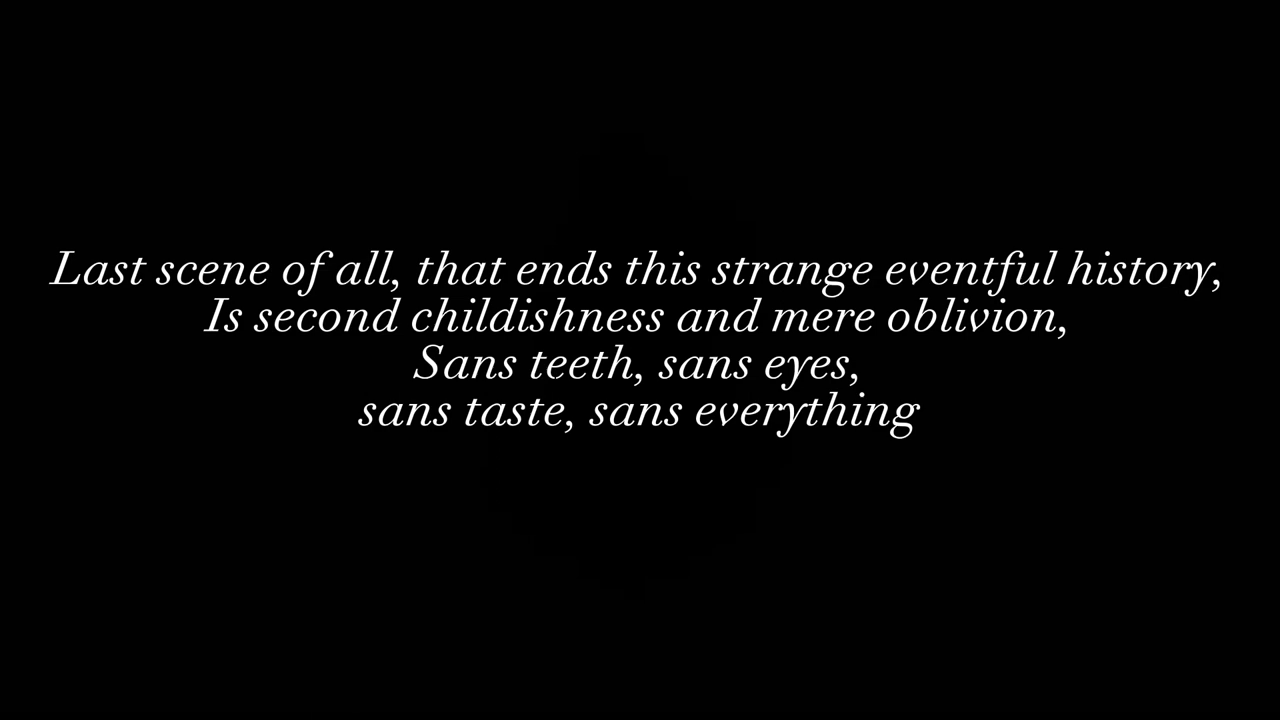 Last scene of all, that ends this strange eventful history,
Is second childishness and mere oblivion,
Sans teeth, sans eyes,
sans taste, sans everything